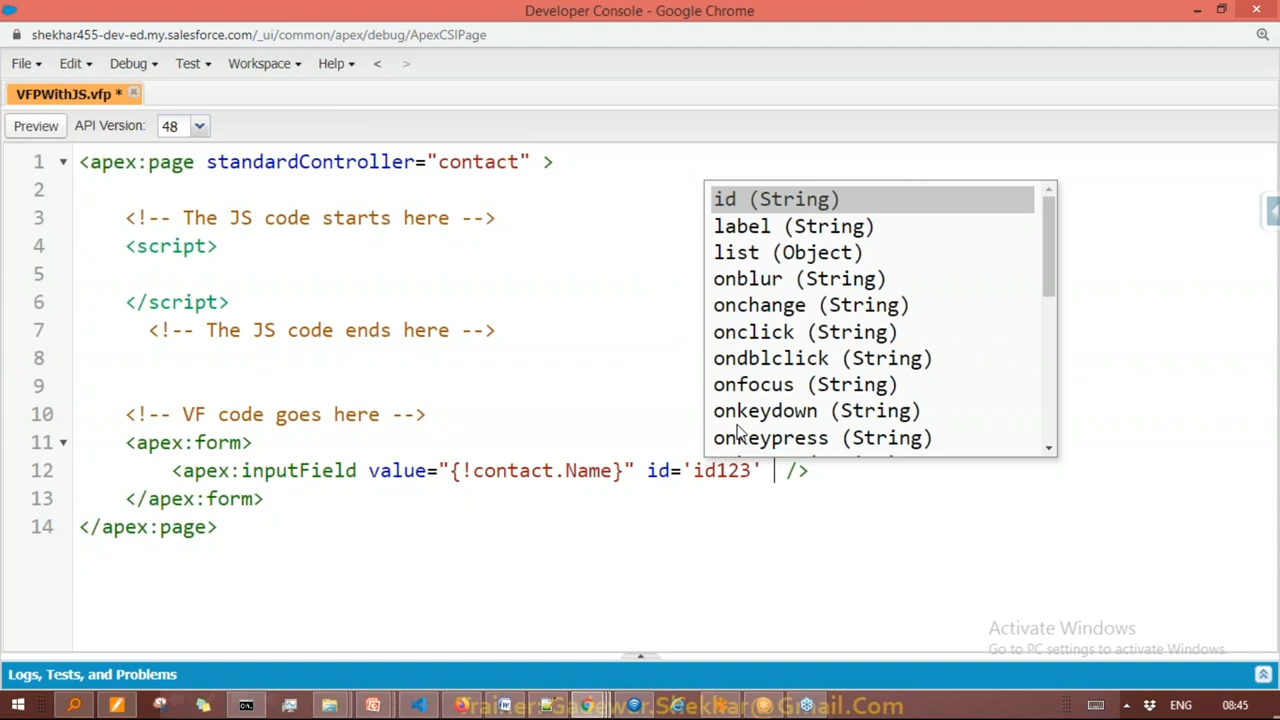 Developer Console - Google Chrome
shekhar455-dev-ed.my.salesforce.com/_ui/common/apex/debug/ApexCSIPage
File Edit Debug Test Workspace Help < >
VFPWithJS.vfp *
Preview API Version: 48
1 <apex:page standardController="contact" >
2
3 <!-- The JS code starts here -->
4 <script>
5
6 </script>
7 <!-- The JS code ends here -->
8
9
10 <!-- VF code goes here -->
11 <apex:form>
12 <apex:inputField value="{!contact.Name}" id='id123' />
13 </apex:form>
14 </apex:page>
id (String)
label (String)
list (Object)
onblur (String)
onchange (String)
onclick (String)
ondblclick (String)
onfocus (String)
onkeydown (String)
onkeypress (String)
Activate Windows
Go to PC settings to activate Windows.
Logs, Tests, and Problems
ENG 08:45